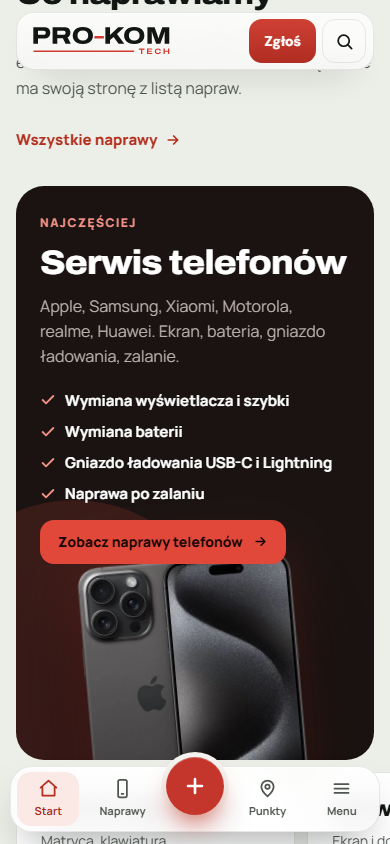 PRO-KOM
TECH
Zgłoś
ma swoją stronę z listą napraw.
Wszystkie naprawy →
NAJCZĘŚCIEJ
Serwis telefonów
Apple, Samsung, Xiaomi, Motorola,
realme, Huawei. Ekran, bateria, gniazdo
ładowania, zalanie.
Wymiana wyświetlacza i szybki
Wymiana baterii
Gniazdo ładowania USB-C i Lightning
Naprawa po zalaniu
Zobacz naprawy telefonów →
Start
Naprawy
Punkty
Menu
Matryca, klawiatura